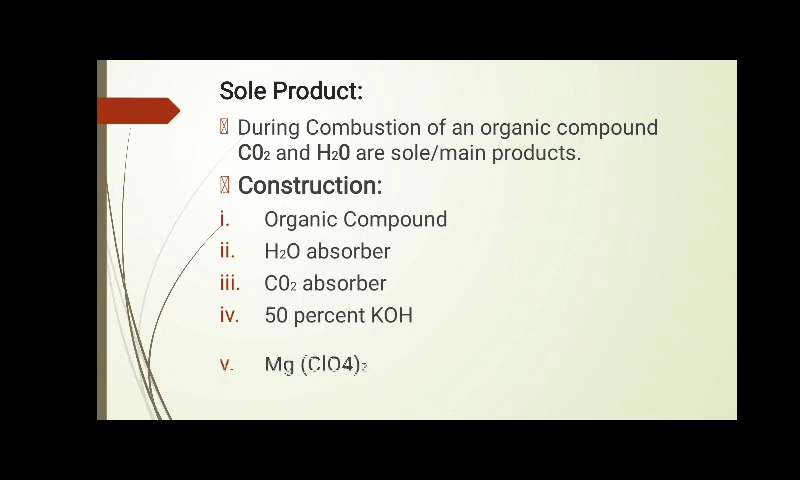 Sole Product:
During Combustion of an organic compound
C0₂ and H₂0 are sole/main products.
Construction:
i. Organic Compound
ii. H₂O absorber
iii. C0₂ absorber
iv. 50 percent KOH
v. Mg (ClO4)₂